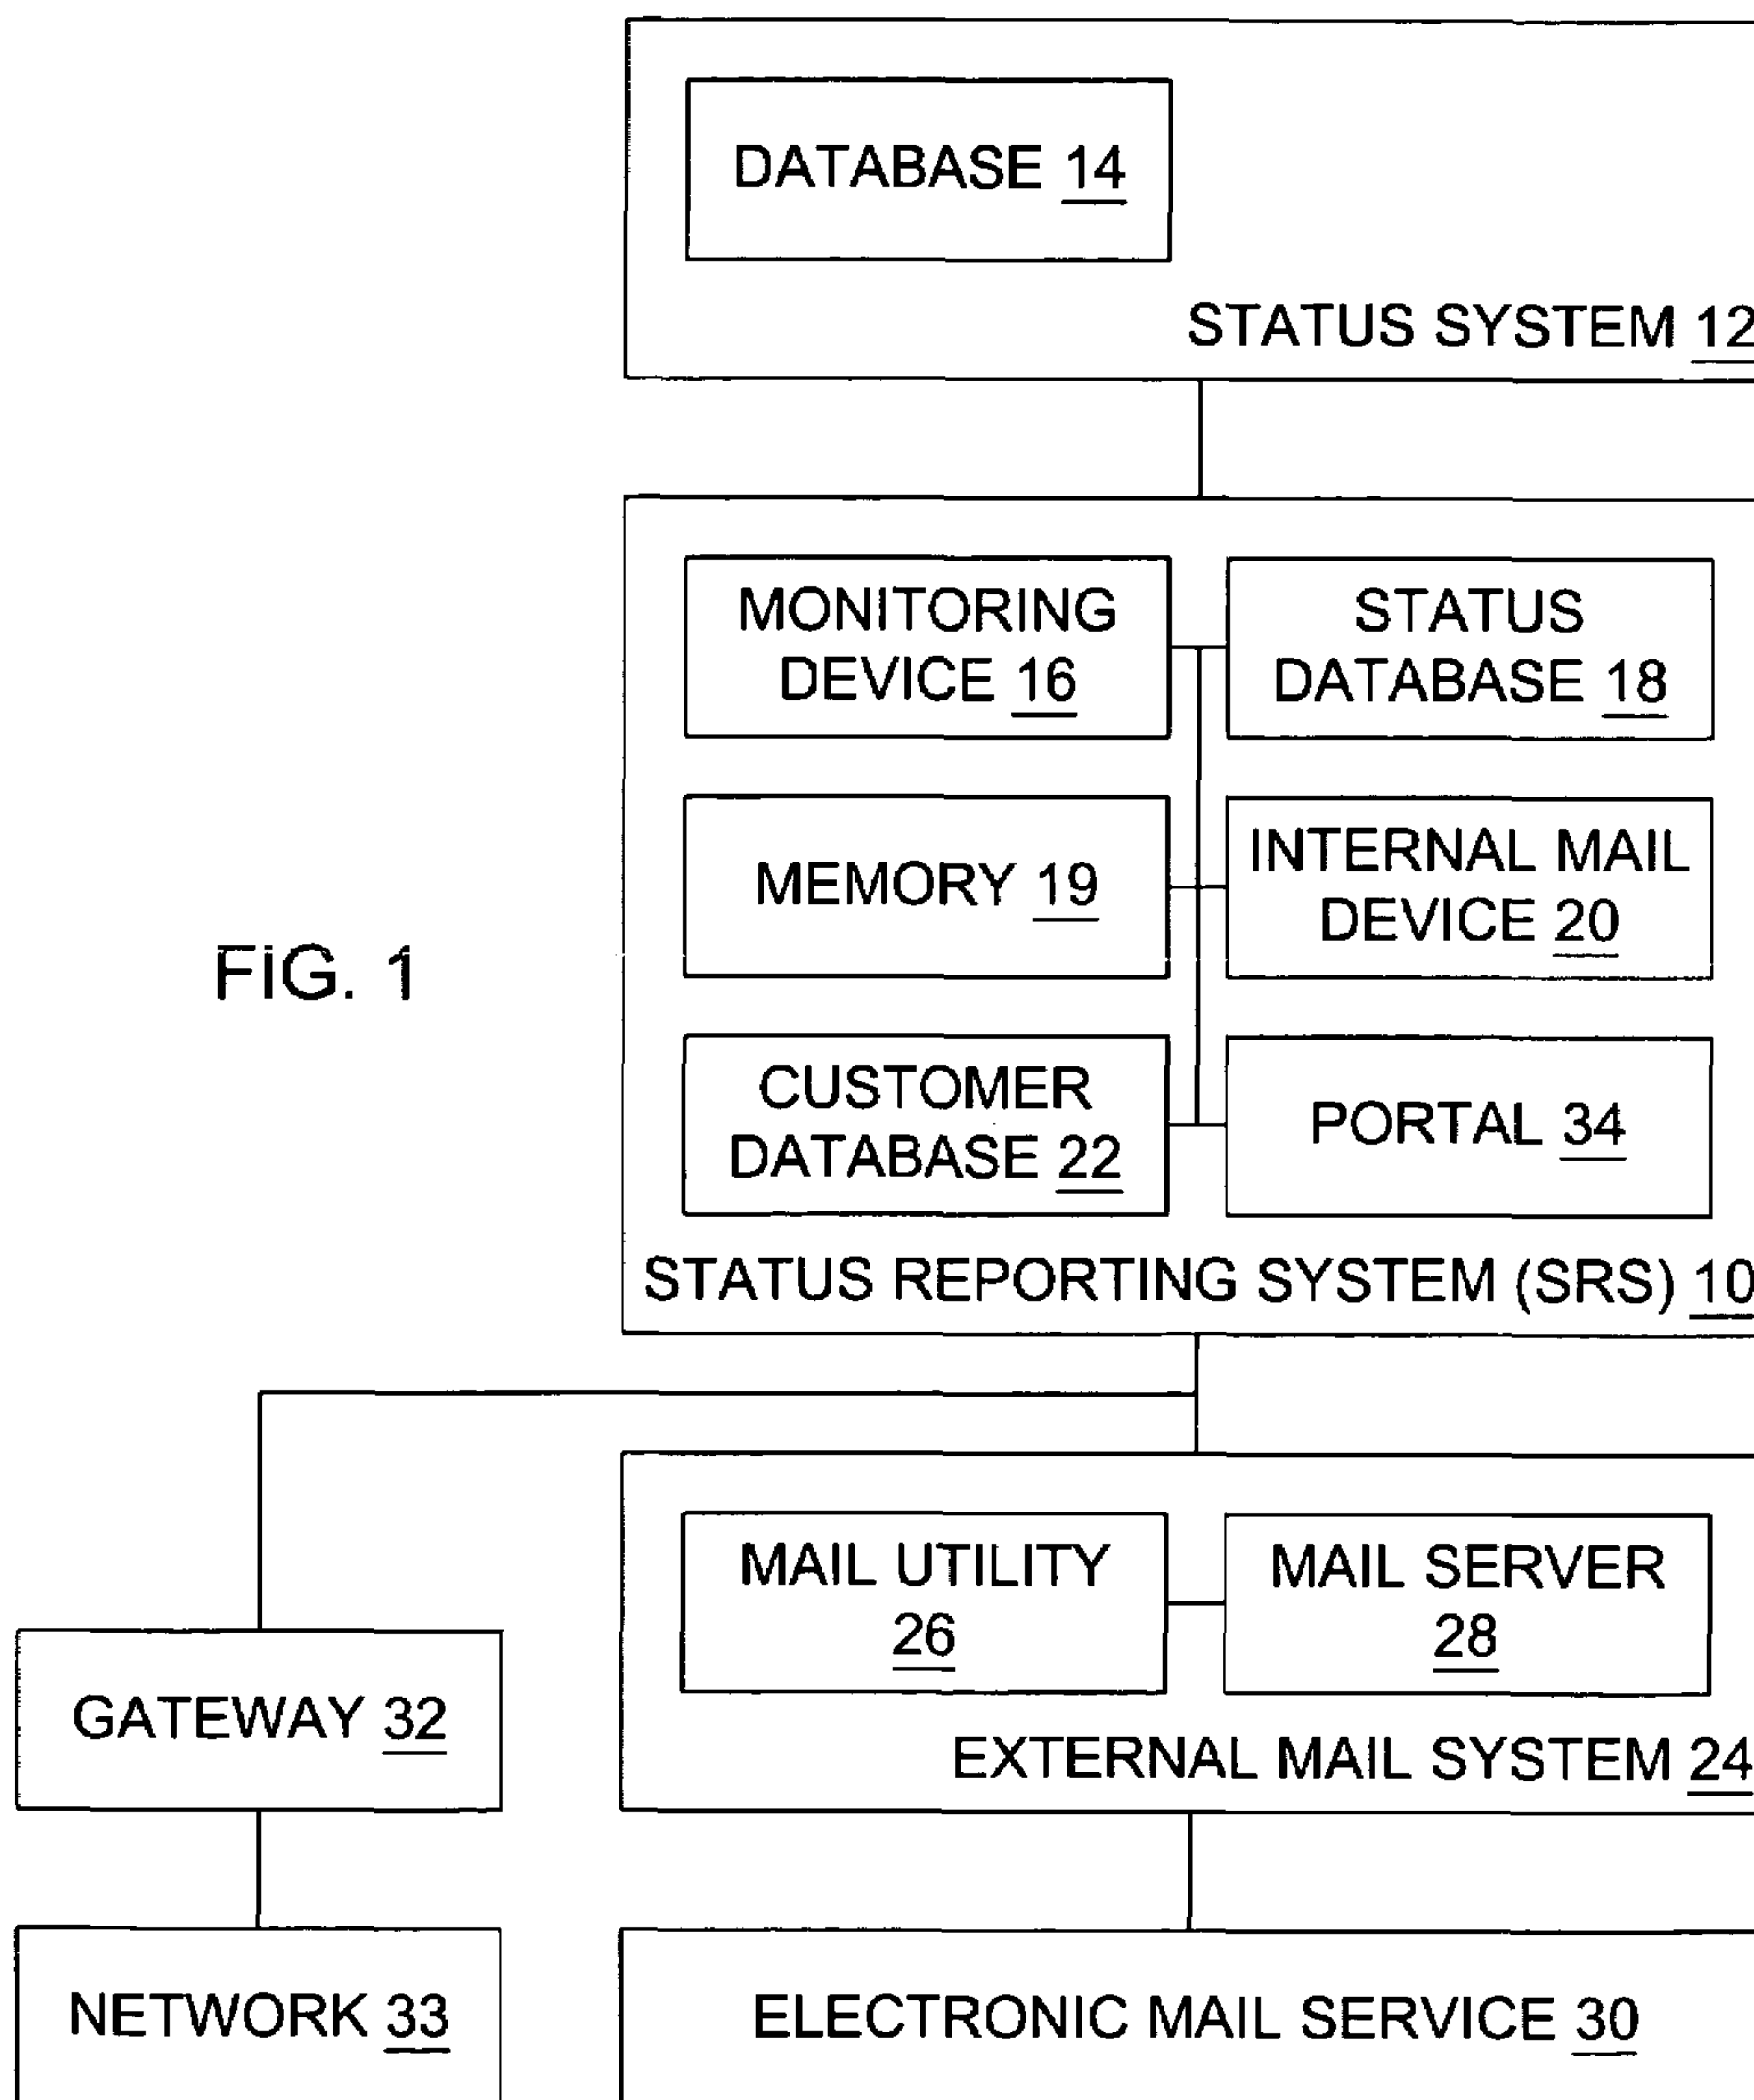 DATABASE 14
STATUS SYSTEM 12
MONITORING
DEVICE 16
STATUS
DATABASE 18
MEMORY 19
INTERNAL MAIL
DEVICE 20
FIG. 1
CUSTOMER
DATABASE 22
PORTAL 34
STATUS REPORTING SYSTEM (SRS) 10
MAIL UTILITY
26
MAIL SERVER
28
GATEWAY 32
EXTERNAL MAIL SYSTEM 24
NETWORK 33
ELECTRONIC MAIL SERVICE 30